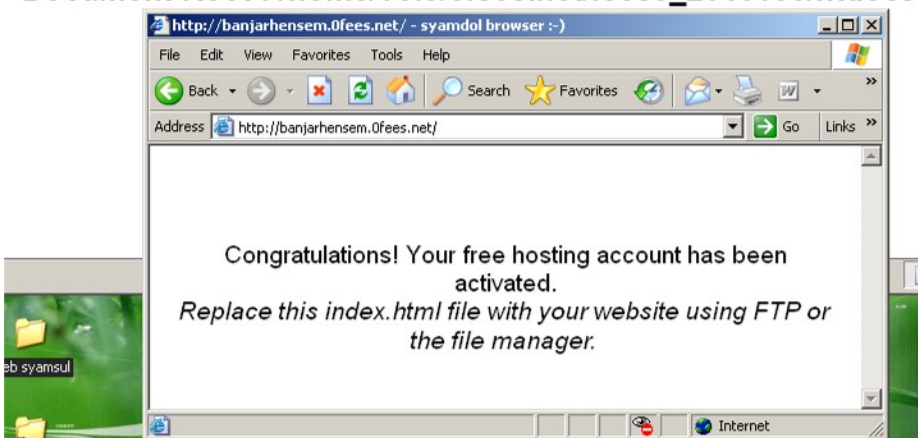 http://banjarhensem.0fees.net/ - syamdol browser :-)
File Edit View Favorites Tools Help
Back Search Favorites »
Address http://banjarhensem.0fees.net/ Go Links »
Congratulations! Your free hosting account has been
activated.
Replace this index.html file with your website using FTP or
the file manager.
eb syamsul
Internet